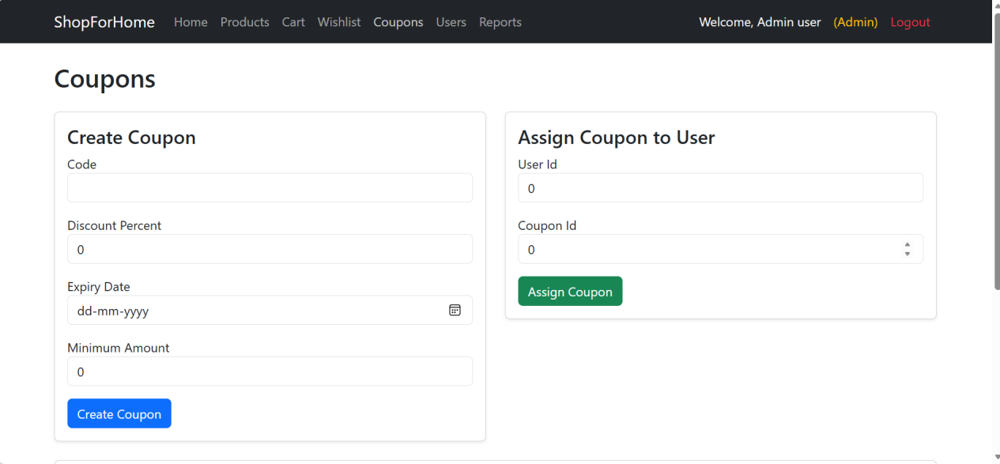 ShopForHome Home Products Cart Wishlist Coupons Users Reports Welcome, Admin user (Admin) Logout
Coupons
Create Coupon
Code
Discount Percent
0
Expiry Date
dd-mm-yyyy
Minimum Amount
0
Create Coupon
Assign Coupon to User
User Id
0
Coupon Id
0
Assign Coupon